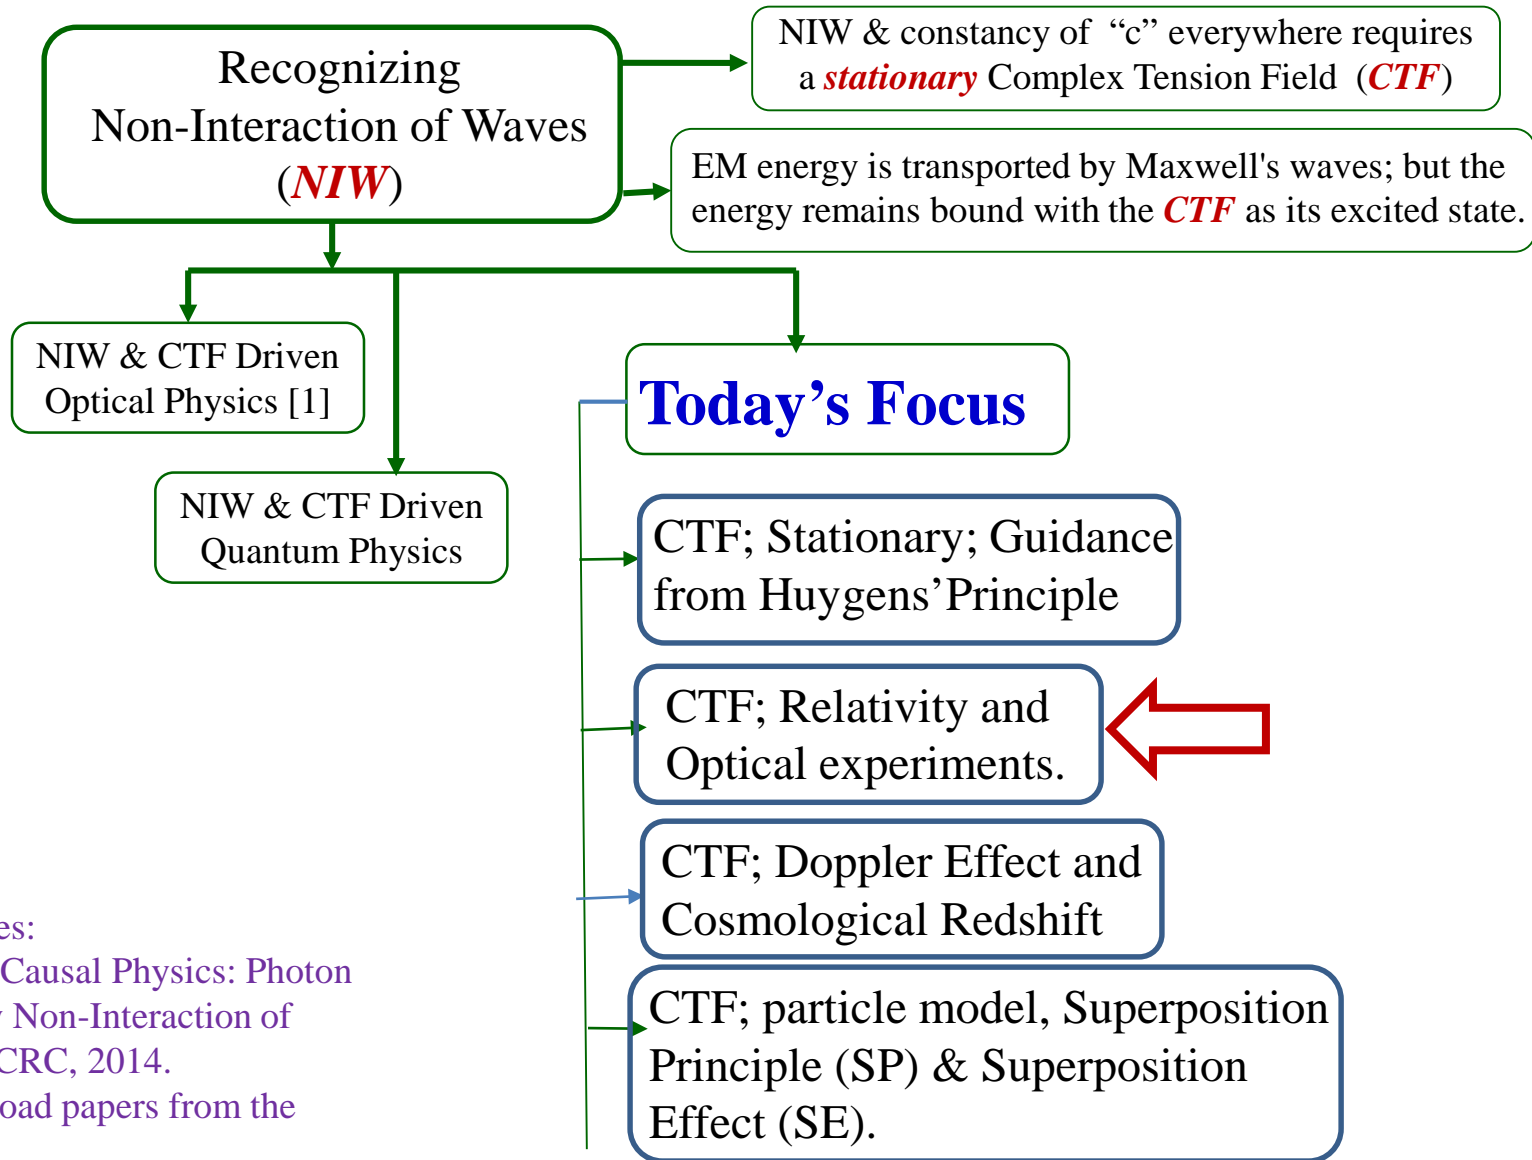 Recognizing
Non-Interaction of Waves
(NIW)
NIW & constancy of “c” everywhere requires
a stationary Complex Tension Field (CTF)
EM energy is transported by Maxwell's waves; but the
energy remains bound with the CTF as its excited state.
NIW & CTF Driven
Optical Physics [1]
NIW & CTF Driven
Quantum Physics
Today’s Focus
CTF; Stationary; Guidance
from Huygens’Principle
CTF; Relativity and
Optical experiments.
CTF; Doppler Effect and
Cosmological Redshift
CTF; particle model, Superposition
Principle (SP) & Superposition
Effect (SE).
es:
Causal Physics: Photon
Non-Interaction of
CRC, 2014.
oad papers from the